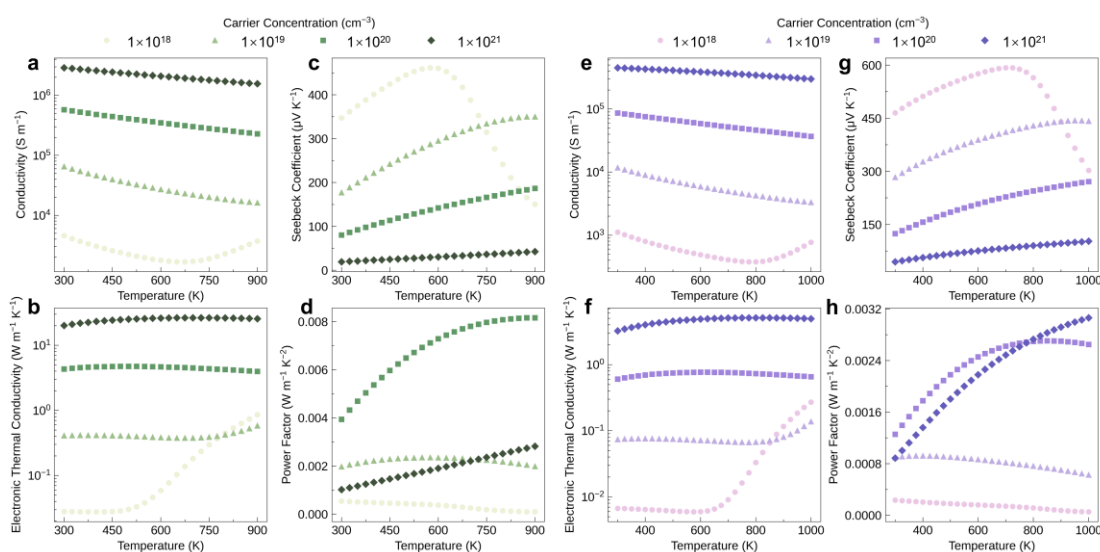 Carrier Concentration (cm⁻³)
1×10¹⁸ 1×10¹⁹ 1×10²⁰ 1×10²¹
a
Conductivity (S m⁻¹)
10⁶
10⁵
10⁴
300 450 600 750 900
Temperature (K)
c
Seebeck Coefficient (μV K⁻¹)
400
300
200
100
0
300 450 600 750 900
Temperature (K)
b
Electronic Thermal Conductivity (W m⁻¹ K⁻¹)
10¹
10⁰
10⁻¹
300 450 600 750 900
Temperature (K)
d
Power Factor (W m⁻¹ K⁻²)
0.008
0.006
0.004
0.002
0.000
300 450 600 750 900
Temperature (K)
Carrier Concentration (cm⁻³)
1×10¹⁸ 1×10¹⁹ 1×10²⁰ 1×10²¹
e
Conductivity (S m⁻¹)
10⁵
10⁴
10³
400 600 800 1000
Temperature (K)
g
Seebeck Coefficient (μV K⁻¹)
600
450
300
150
400 600 800 1000
Temperature (K)
f
Electronic Thermal Conductivity (W m⁻¹ K⁻¹)
10⁰
10⁻¹
10⁻²
400 600 800 1000
Temperature (K)
h
Power Factor (W m⁻¹ K⁻²)
0.0032
0.0024
0.0016
0.0008
0.0000
400 600 800 1000
Temperature (K)